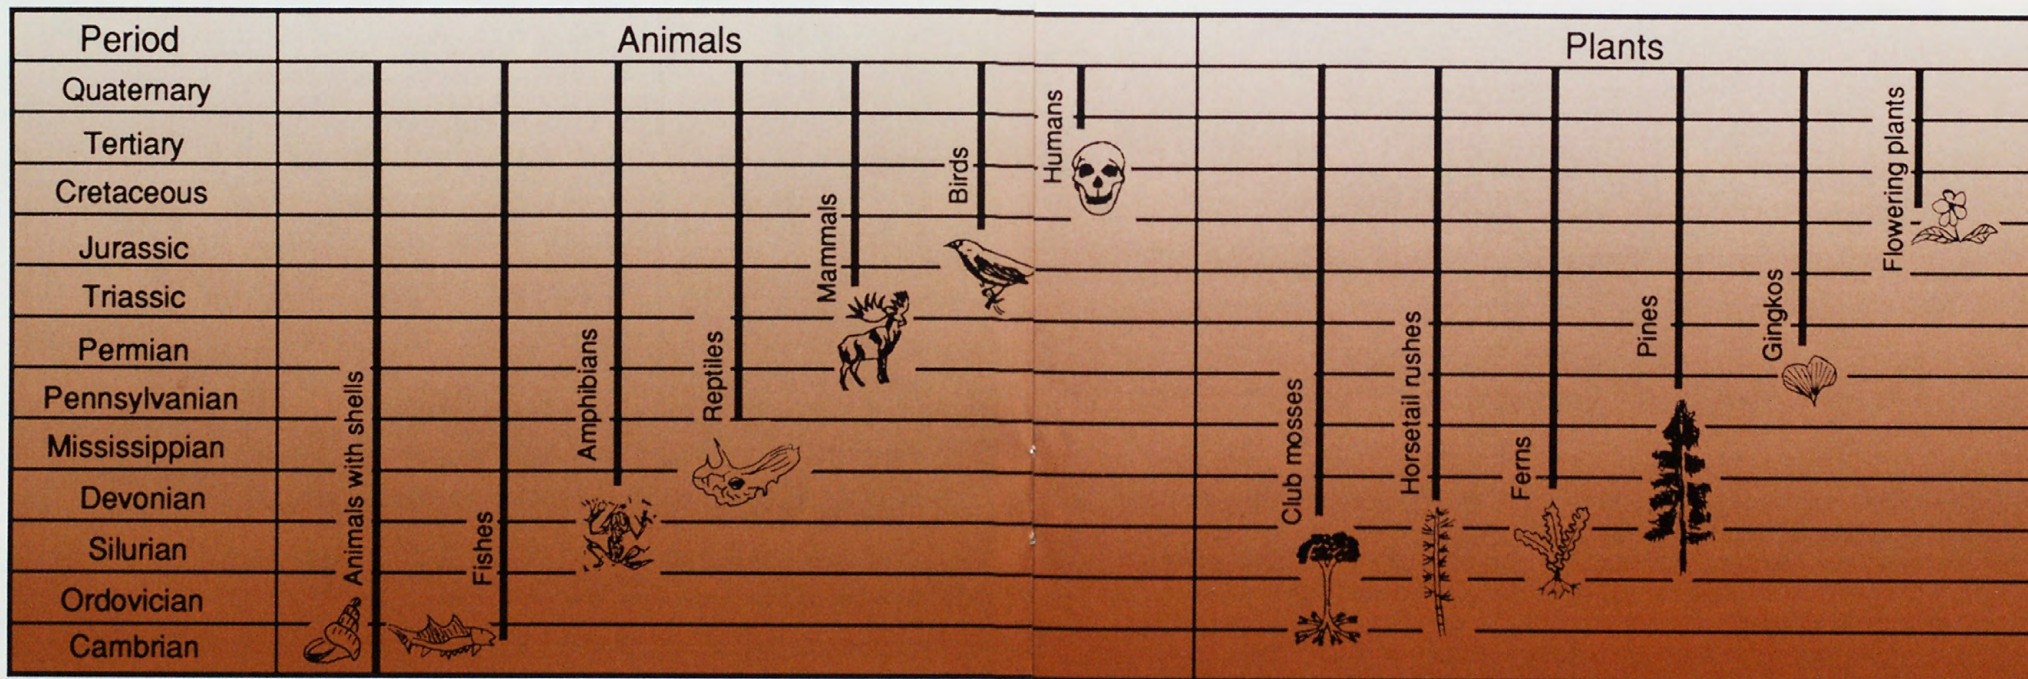 Period
Animals
Plants
Quaternary
Tertiary
Cretaceous
Jurassic
Triassic
Permian
Pennsylvanian
Mississippian
Devonian
Silurian
Ordovician
Cambrian
Animals with shells
Fishes
Amphibians
Reptiles
Mammals
Birds
Humans
Club mosses
Horsetail rushes
Ferns
Pines
Gingkos
Flowering plants